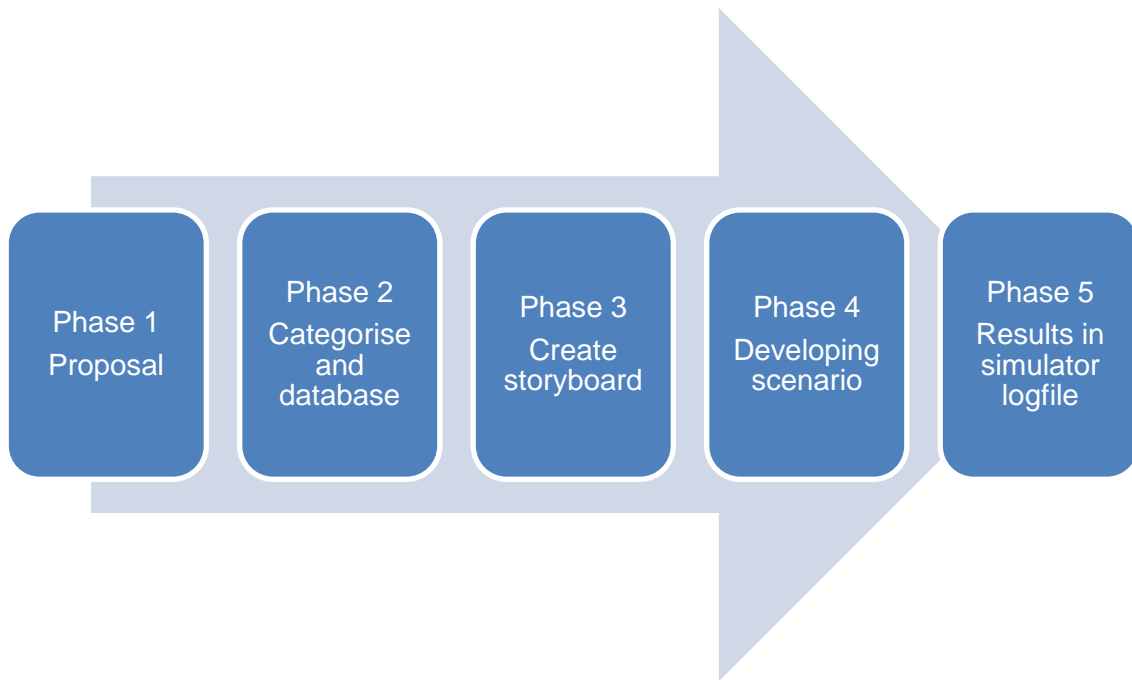 Phase 1
Proposal
Phase 2
Categorise
and
database
Phase 3
Create
storyboard
Phase 4
Developing
scenario
Phase 5
Results in
simulator
logfile